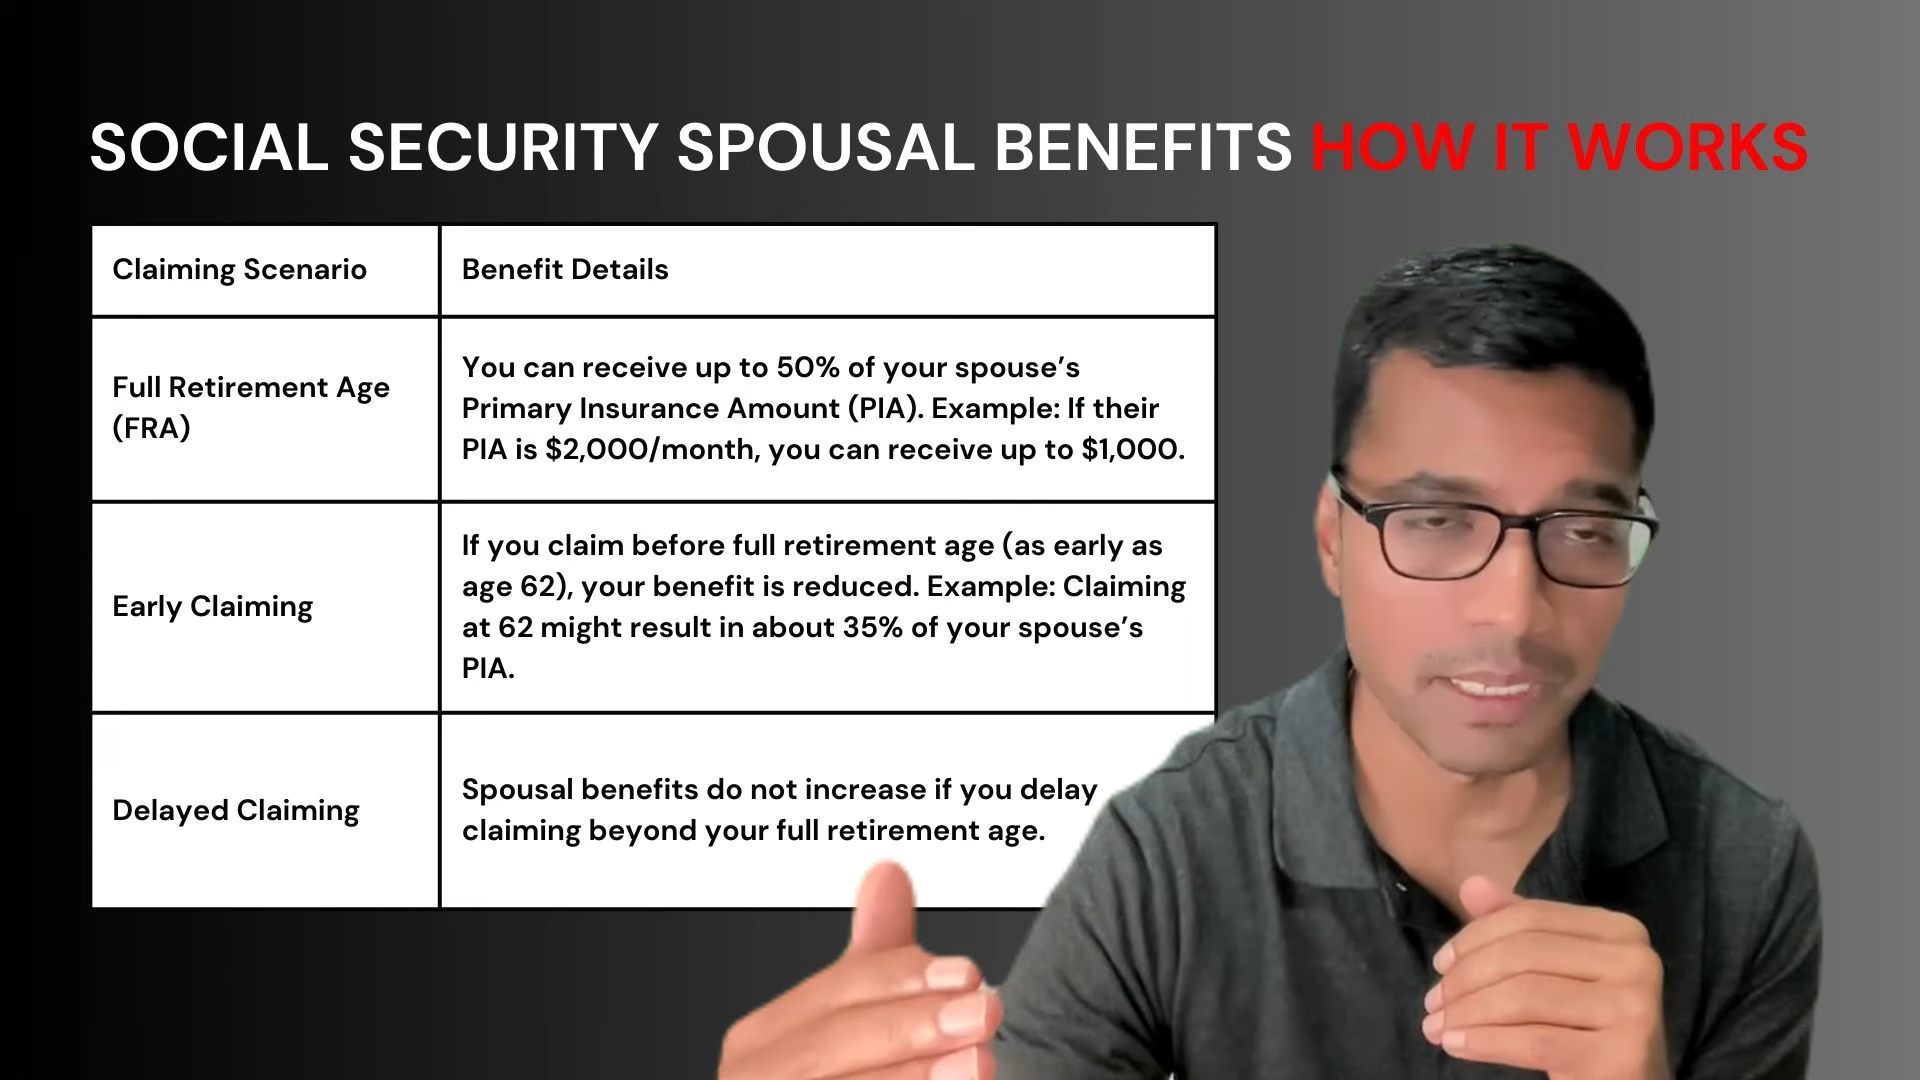 SOCIAL SECURITY SPOUSAL BENEFITS HOW IT WORKS
Claiming Scenario
Benefit Details
Full Retirement Age
(FRA)
You can receive up to 50% of your spouse’s
Primary Insurance Amount (PIA). Example: If their
PIA is $2,000/month, you can receive up to $1,000.
Early Claiming
If you claim before full retirement age (as early as
age 62), your benefit is reduced. Example: Claiming
at 62 might result in about 35% of your spouse’s
PIA.
Delayed Claiming
Spousal benefits do not increase if you delay
claiming beyond your full retirement age.